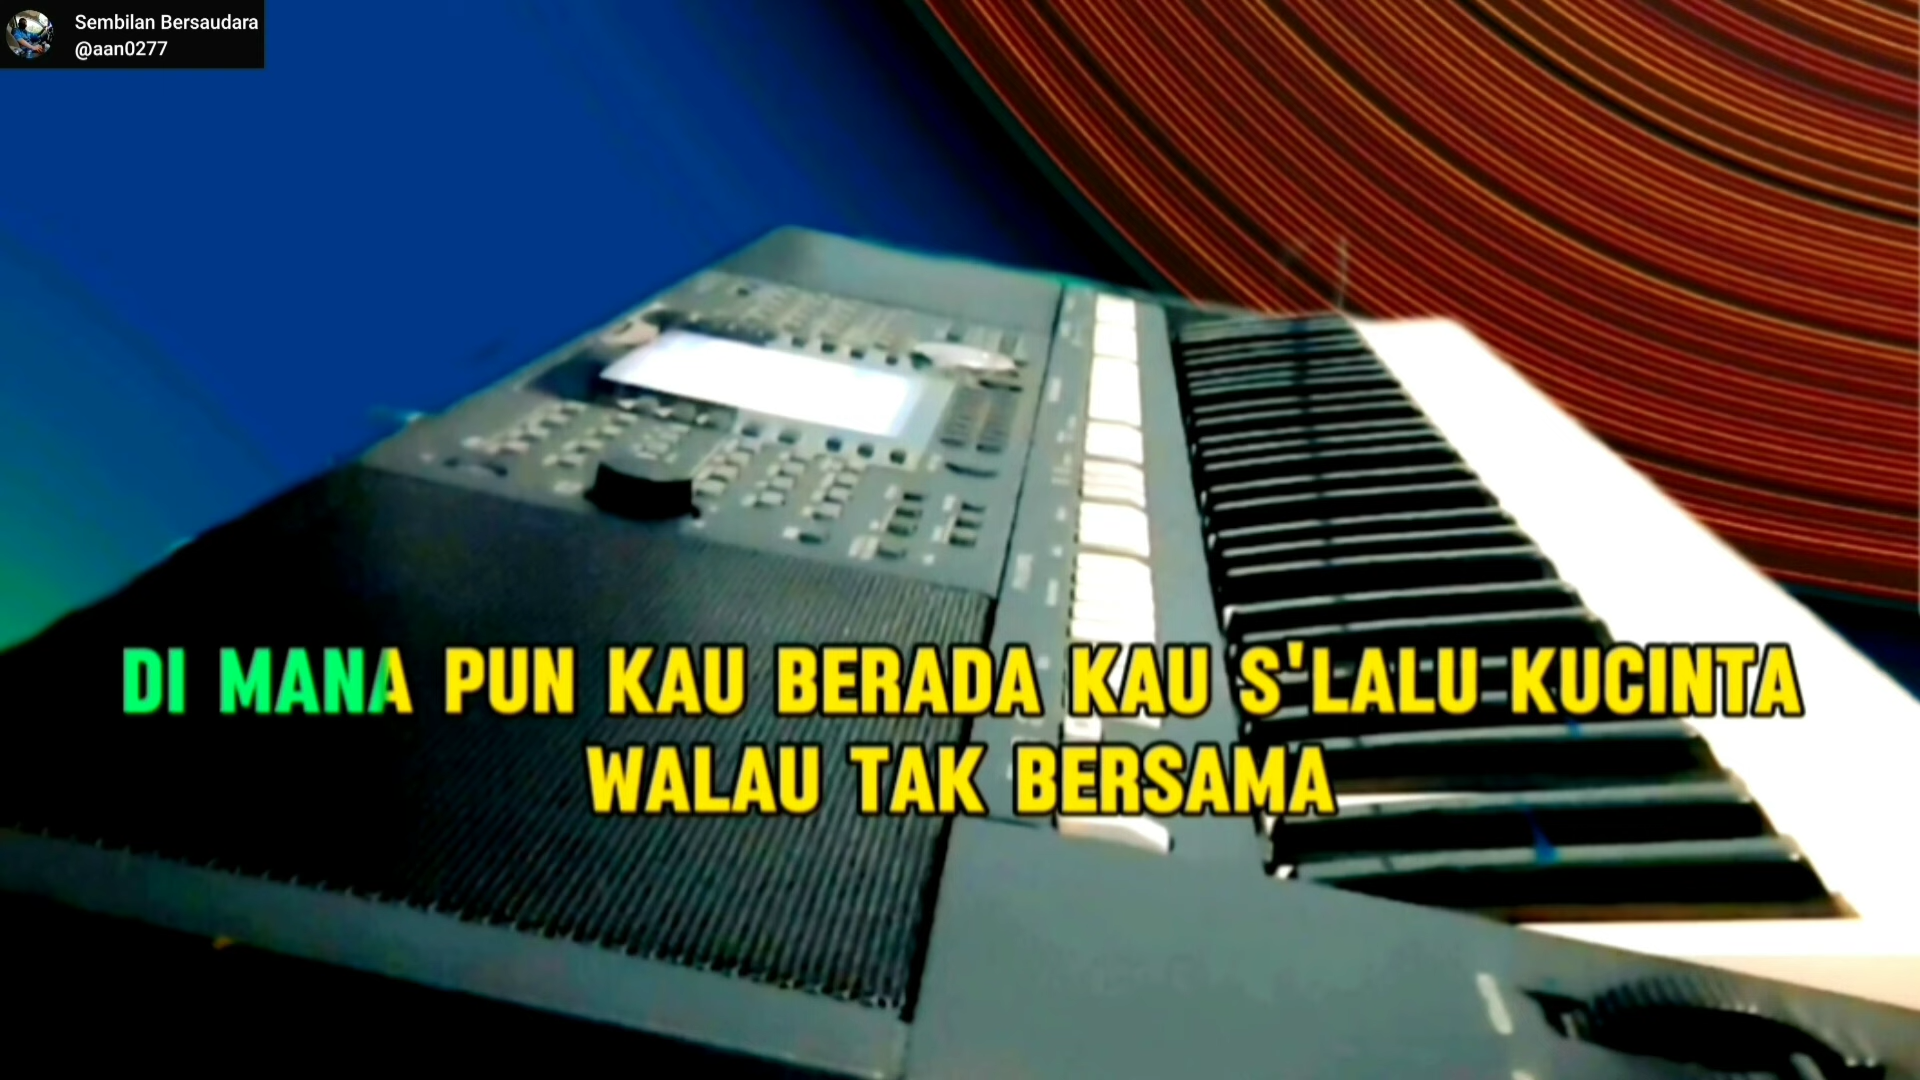 Sembilan Bersaudara
@aan0277
DI MANA PUN KAU BERADA KAU S'LALU KUCINTA
WALAU TAK BERSAMA